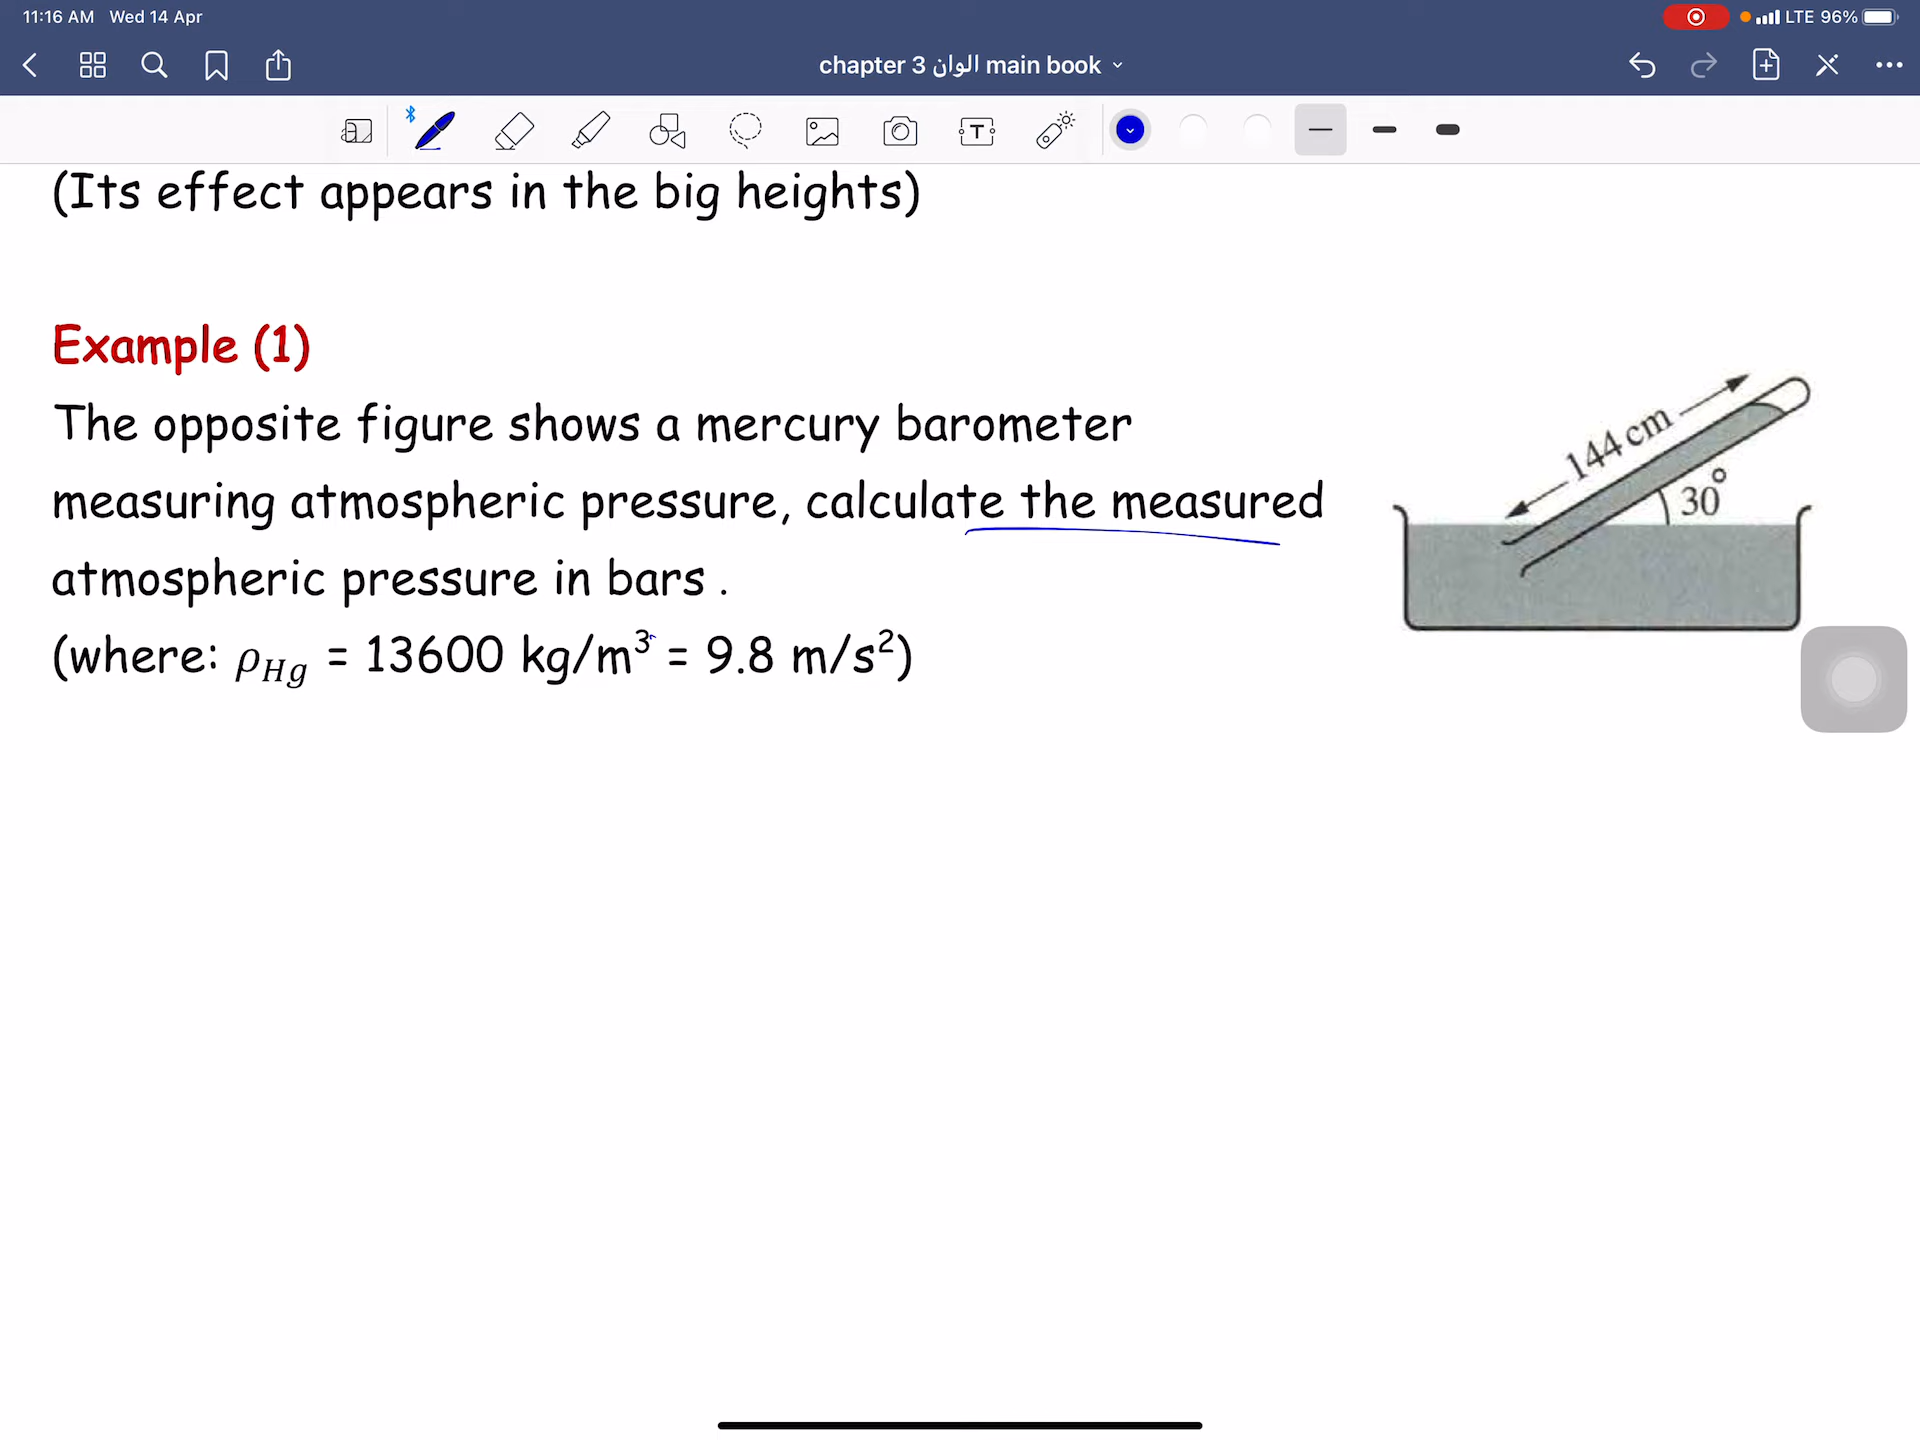 11:16 AM Wed 14 Apr
LTE 96%
chapter 3 الوان main book
(Its effect appears in the big heights)
Example (1)
The opposite figure shows a mercury barometer
measuring atmospheric pressure, calculate the measured
atmospheric pressure in bars .
(where: ρHg = 13600 kg/m³ = 9.8 m/s²)
144 cm
30°